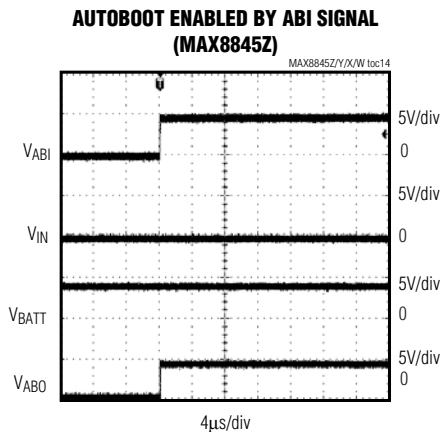 AUTOBOOT ENABLED BY ABI SIGNAL
(MAX8845Z)
MAX8845Z/Y/X/W toc14
T
5V/div
VABI
0
5V/div
VIN
0
5V/div
VBATT
0
5V/div
VABO
0
4μs/div